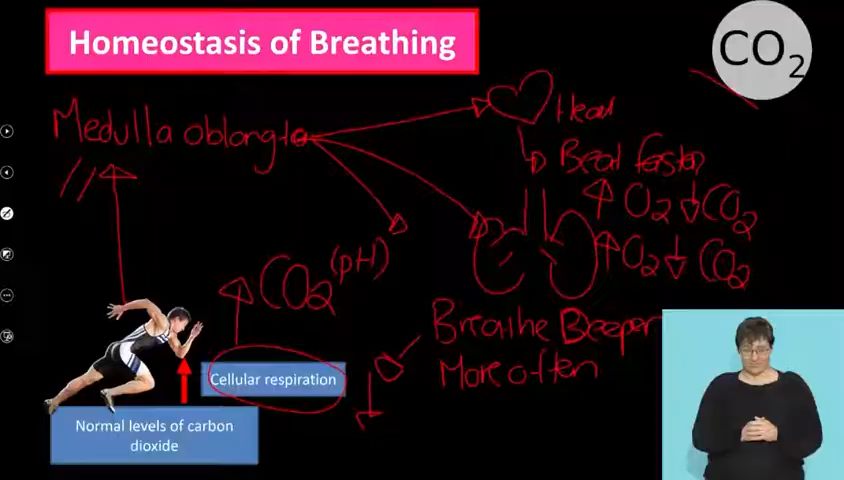 Homeostasis of Breathing
CO2
Medulla oblongta
Heart
Beat faster
↑ O2 ↓ CO2
↑ O2 ↓ CO2
↑ CO2 (pH)
Breathe Deeper
More often
Cellular respiration
Normal levels of carbon
dioxide